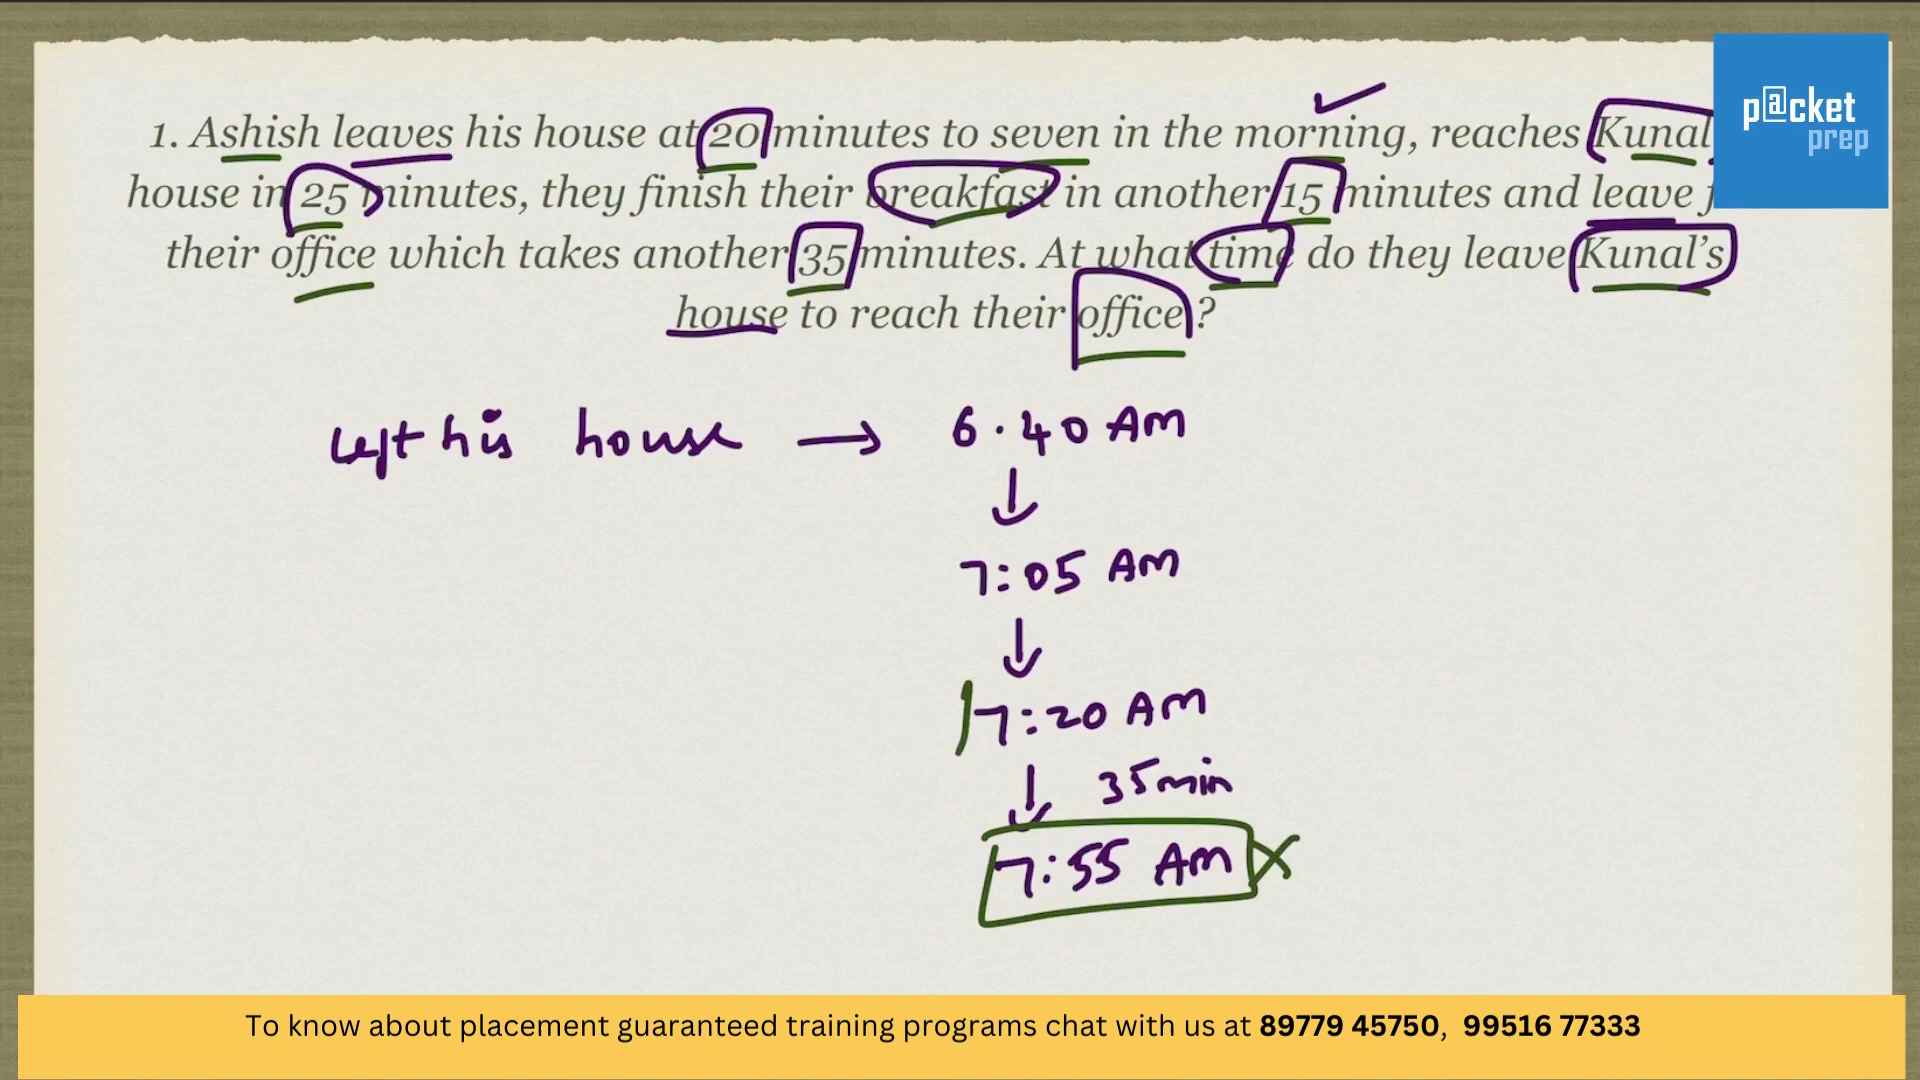 p@cket
prep
1. Ashish leaves his house at 20 minutes to seven in the morning, reaches Kunal
house in 25 minutes, they finish their breakfast in another 15 minutes and leave f
their office which takes another 35 minutes. At what time do they leave Kunal's
house to reach their office ?
Left his house → 6.40 AM
↓
7:05 AM
↓
7:20 AM
↓ 35 min
7:55 AM X
To know about placement guaranteed training programs chat with us at 89779 45750, 99516 77333